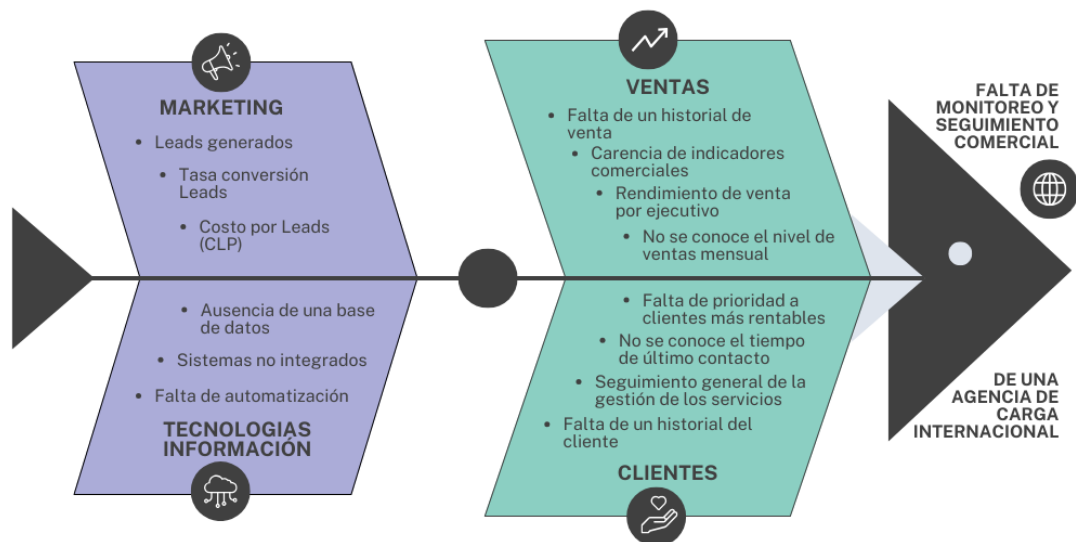 MARKETING
Leads generados
Tasa conversión
Leads
Costo por Leads
(CLP)
VENTAS
Falta de un historial de
venta
Carencia de indicadores
comerciales
Rendimiento de venta
por ejecutivo
No se conoce el nivel de
ventas mensual
FALTA DE
MONITOREO Y
SEGUIMIENTO
COMERCIAL
Ausencia de una base
de datos
Sistemas no integrados
Falta de automatización
TECNOLOGIAS
INFORMACIÓN
Falta de prioridad a
clientes más rentables
No se conoce el tiempo
de último contacto
Seguimiento general de la
gestión de los servicios
Falta de un historial del
cliente
CLIENTES
DE UNA
AGENCIA DE
CARGA
INTERNACIONAL